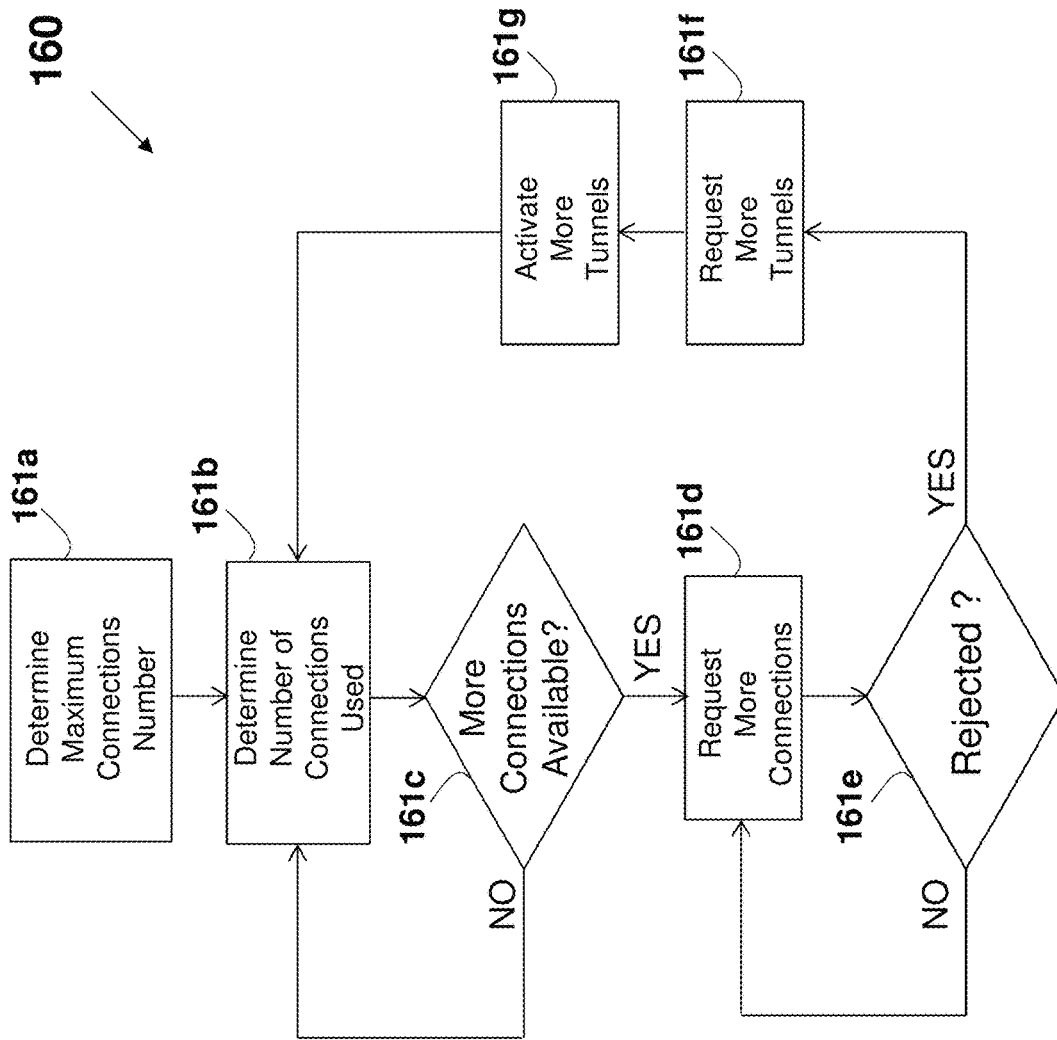 160
161a
Determine
Maximum
Connections
Number
161b
Determine
Number of
Connections
Used
161c
More
Connections
Available?
NO
YES
161d
Request
More
Connections
161e
Rejected ?
NO
YES
161f
Request
More
Tunnels
161g
Activate
More
Tunnels